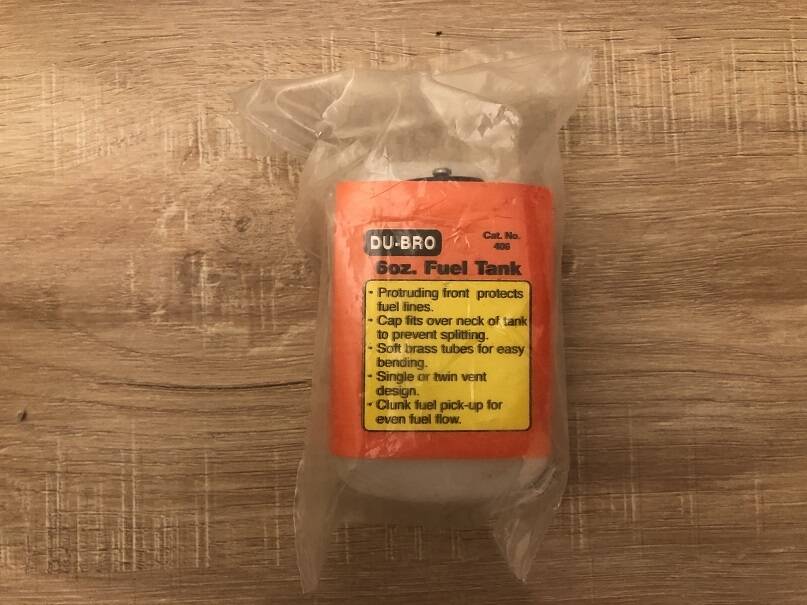 DU-BRO
Cat. No.
406
6oz. Fuel Tank
- Protruding front protects
fuel lines.
- Cap fits over neck of tank
to prevent splitting.
- Soft brass tubes for easy
bending.
- Single or twin vent
design.
- Clunk fuel pick-up for
even fuel flow.